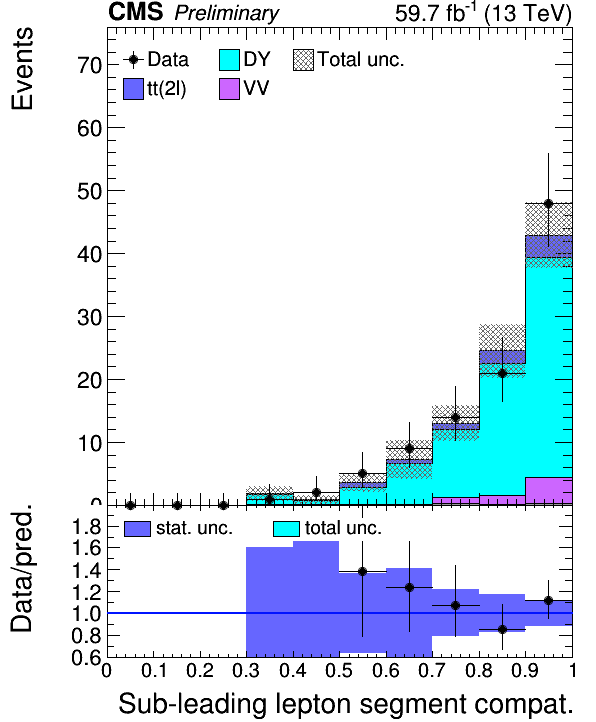 CMS Preliminary 59.7 fb⁻¹ (13 TeV)
Events
Data DY Total unc.
tt(2l) VV
70
60
50
40
30
20
10
0
Data/pred.
stat. unc. total unc.
1.8
1.6
1.4
1.2
1.0
0.8
0.6
0 0.1 0.2 0.3 0.4 0.5 0.6 0.7 0.8 0.9 1
Sub-leading lepton segment compat.